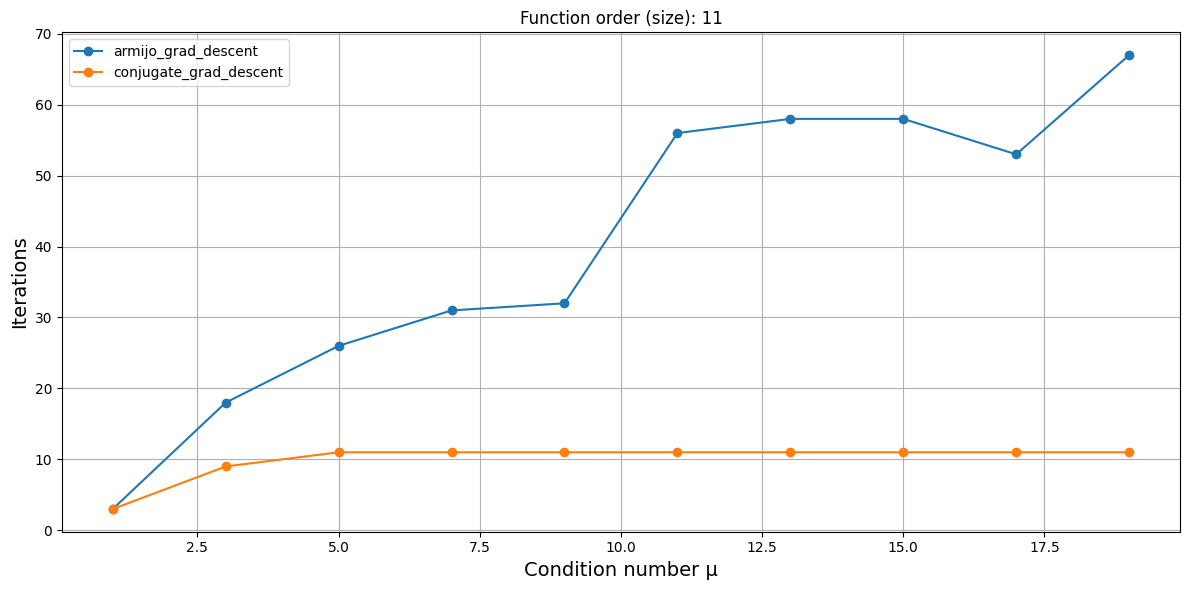 Function order (size): 11
armijo_grad_descent
conjugate_grad_descent
Iterations
70
60
50
40
30
20
10
0
2.5 5.0 7.5 10.0 12.5 15.0 17.5
Condition number μ